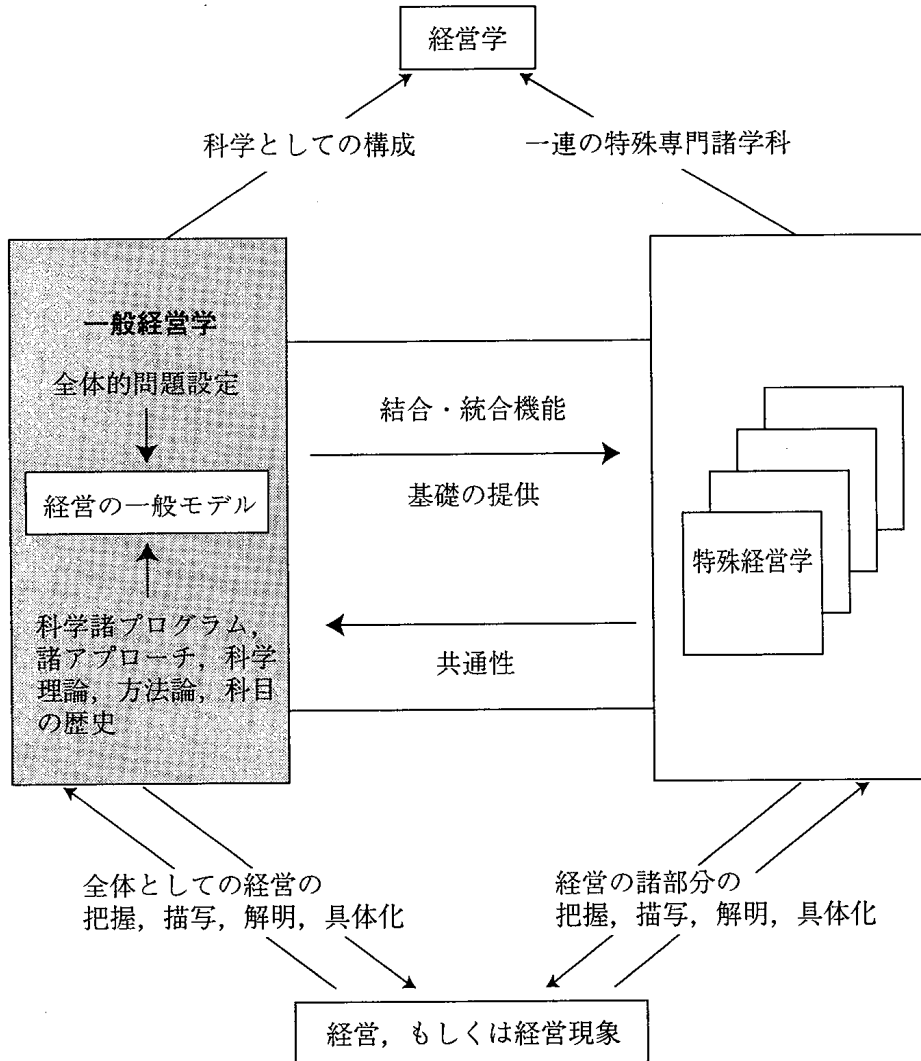 経営学
科学としての構成
一連の特殊専門諸学科
一般経営学
全体的問題設定
経営の一般モデル
科学諸プログラム,
諸アプローチ, 科学
理論, 方法論, 科目
の歴史
結合・統合機能
基礎の提供
共通性
特殊経営学
全体としての経営の
把握, 描写, 解明, 具体化
経営の諸部分の
把握, 描写, 解明, 具体化
経営, もしくは経営現象